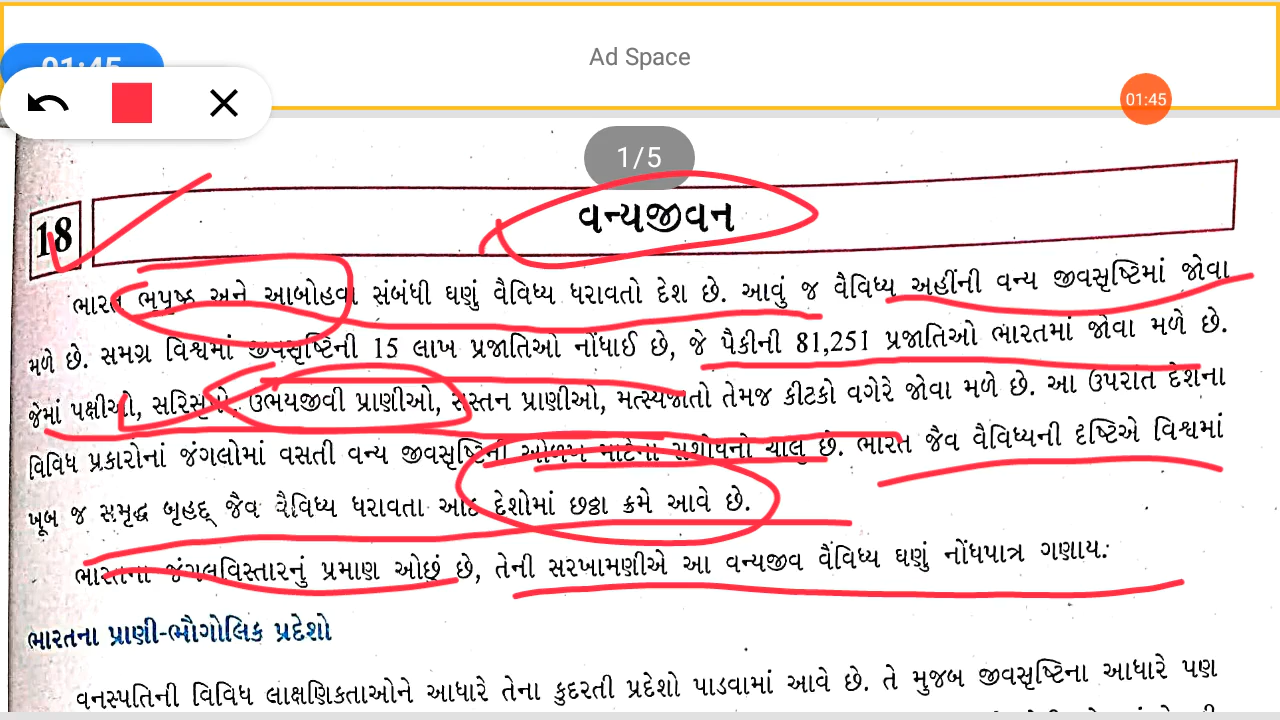 Ad Space
01:45
01:45
1/5
18
વન્યજીવન
ભારત ભૂપૃષ્ઠ અને આબોહવા સંબંધી ઘણું વૈવિધ્ય ધરાવતો દેશ છે. આવું જ વૈવિધ્ય અહીંની વન્ય જીવસૃષ્ટિમાં જોવા
મળે છે. સમગ્ર વિશ્વમાં જીવસૃષ્ટિની 15 લાખ પ્રજાતિઓ નોંધાઈ છે, જે પૈકીની 81,251 પ્રજાતિઓ ભારતમાં જોવા મળે છે.
જેમાં પક્ષીઓ, સરિસૃપો, ઉભયજીવી પ્રાણીઓ, સસ્તન પ્રાણીઓ, મત્સ્યજાતો તેમજ કીટકો વગેરે જોવા મળે છે. આ ઉપરાંત દેશના
વિવિધ પ્રકારોનાં જંગલોમાં વસતી વન્ય જીવસૃષ્ટિની ઓળખ માટેના સંશોધનો ચાલુ છે. ભારત જૈવ વૈવિધ્યની દૃષ્ટિએ વિશ્વમાં
ખૂબ જ સમૃદ્ધ બૃહદ્ જૈવ વૈવિધ્ય ધરાવતા આઠ દેશોમાં છઠ્ઠા ક્રમે આવે છે.
ભારતના જંગલવિસ્તારનું પ્રમાણ ઓછું છે, તેની સરખામણીએ આ વન્યજીવ વૈવિધ્ય ઘણું નોંધપાત્ર ગણાય.
ભારતના પ્રાણી-ભૌગોલિક પ્રદેશો
વનસ્પતિની વિવિધ લાક્ષણિકતાઓને આધારે તેના કુદરતી પ્રદેશો પાડવામાં આવે છે. તે મુજબ જીવસૃષ્ટિના આધારે પણ